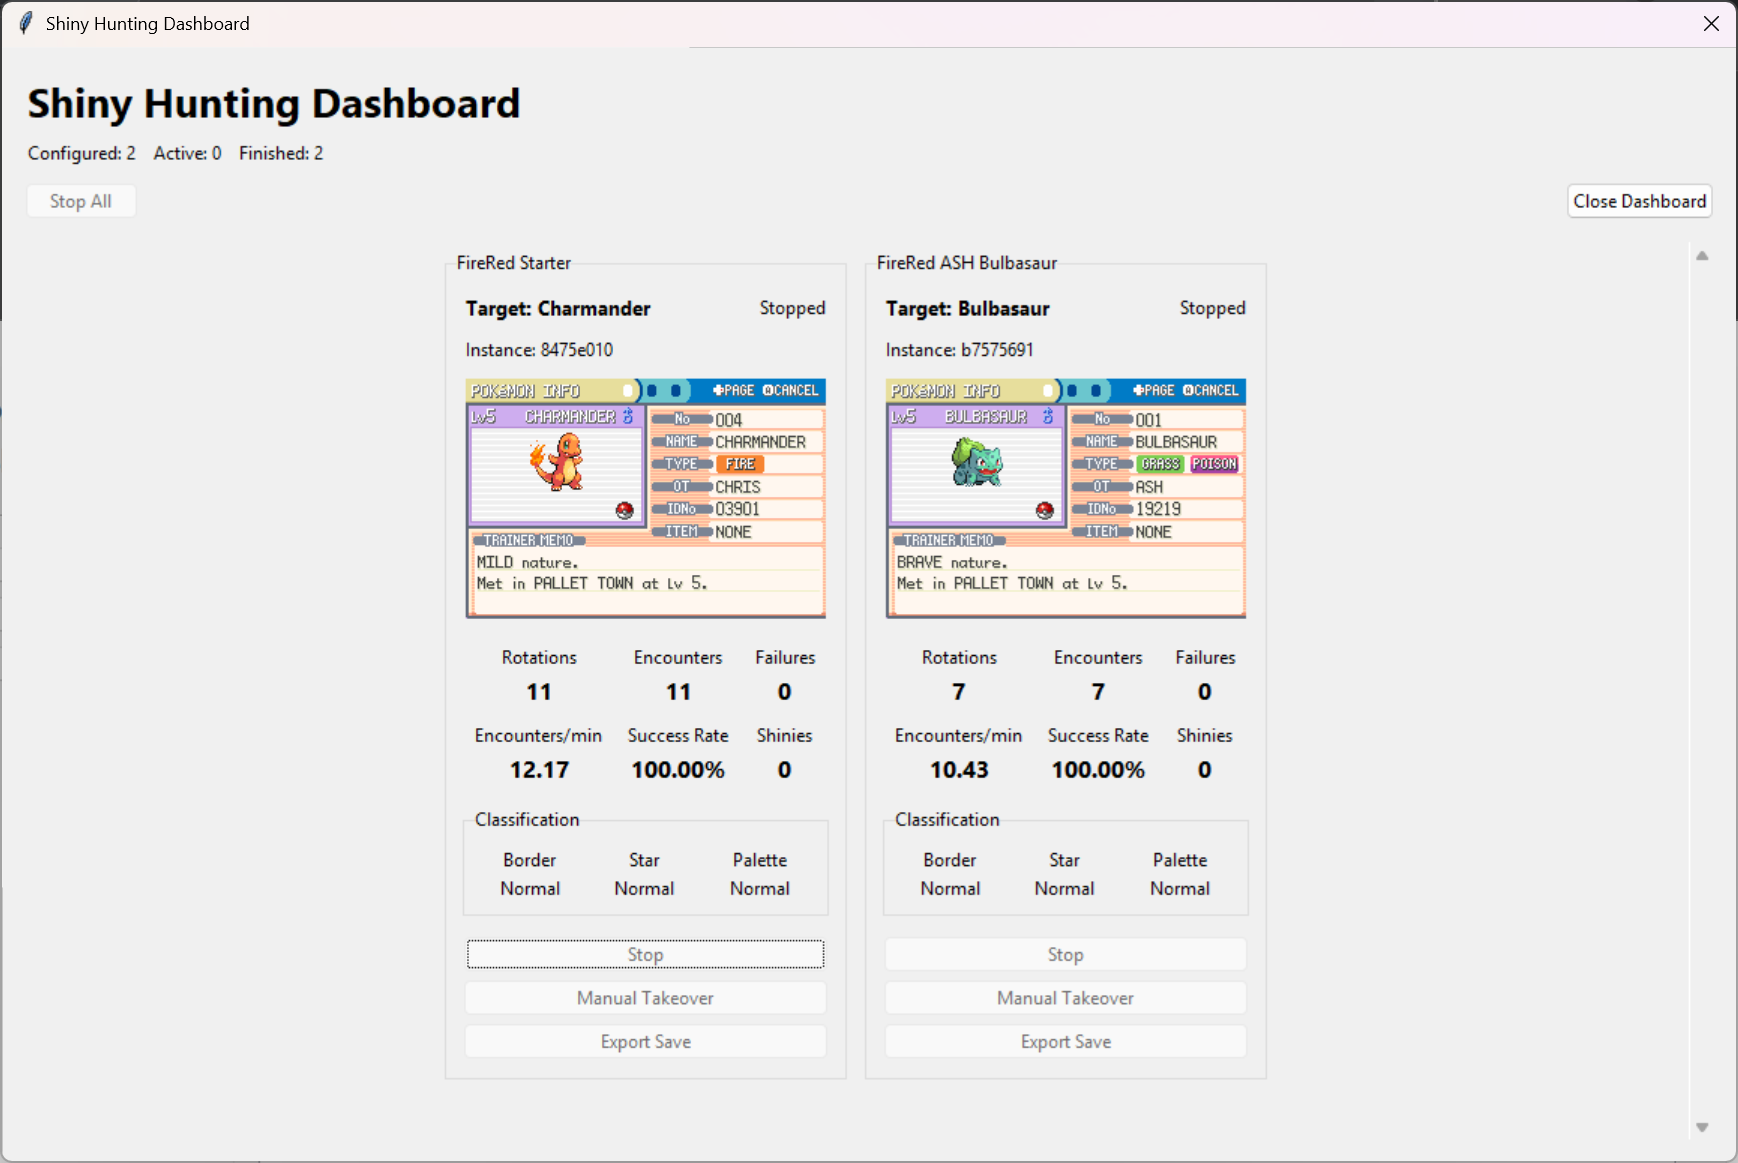 Shiny Hunting Dashboard
Shiny Hunting Dashboard
Configured: 2 Active: 0 Finished: 2
Stop All
Close Dashboard
FireRed Starter
Target: Charmander Stopped
Instance: 8475e010
POKéMON INFO PAGE CANCEL
Lv5 CHARMANDER ♂
No 004
NAME CHARMANDER
TYPE FIRE
OT CHRIS
IDNo 03901
ITEM NONE
TRAINER MEMO
MILD nature.
Met in PALLET TOWN at Lv 5.
Rotations Encounters Failures
11 11 0
Encounters/min Success Rate Shinies
12.17 100.00% 0
Classification
Border Star Palette
Normal Normal Normal
Stop
Manual Takeover
Export Save
FireRed ASH Bulbasaur
Target: Bulbasaur Stopped
Instance: b7575691
POKéMON INFO PAGE CANCEL
Lv5 BULBASAUR ♂
No 001
NAME BULBASAUR
TYPE GRASS POISON
OT ASH
IDNo 19219
ITEM NONE
TRAINER MEMO
BRAVE nature.
Met in PALLET TOWN at Lv 5.
Rotations Encounters Failures
7 7 0
Encounters/min Success Rate Shinies
10.43 100.00% 0
Classification
Border Star Palette
Normal Normal Normal
Stop
Manual Takeover
Export Save